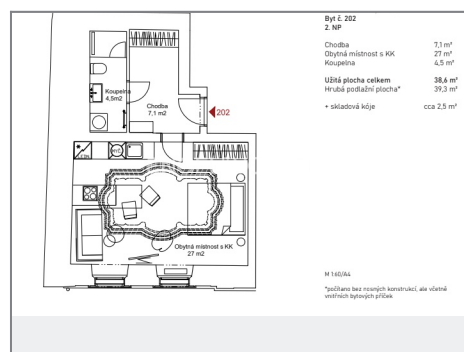 Byt č. 202
2. NP
Chodba 7,1 m²
Obytná místnost s KK 27 m²
Koupelna 4,5 m²
Užitá plocha celkem 38,6 m²
Hrubá podlažní plocha* 39,3 m²
+ skladová kóje cca 2,5 m²
Koupelna
4,5m2
Chodba
7,1 m2
202
MYČ.
Obytná místnost s KK
27 m2
M 1:60/A4
*počítáno bez nosných konstrukcí, ale včetně
vnitřních bytových příček